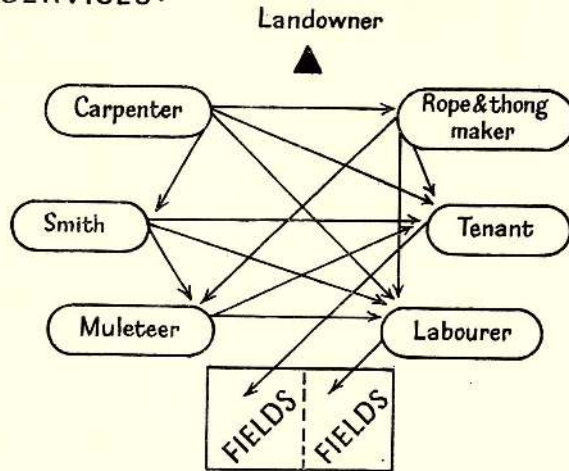 SERVICES.
Landowner
Carpenter
Rope & thong
maker
Smith
Tenant
Muleteer
Labourer
FIELDS
FIELDS